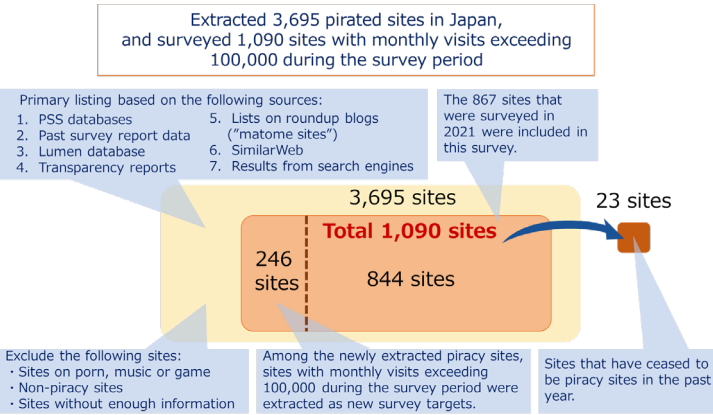 Extracted 3,695 pirated sites in Japan,
and surveyed 1,090 sites with monthly visits exceeding
100,000 during the survey period
Primary listing based on the following sources:
1. PSS databases
2. Past survey report data
3. Lumen database
4. Transparency reports
5. Lists on roundup blogs
("matome sites")
6. SimilarWeb
7. Results from search engines
The 867 sites that
were surveyed in
2021 were included in
this survey.
3,695 sites
23 sites
Total 1,090 sites
246
sites
844 sites
Exclude the following sites:
・Sites on porn, music or game
・Non-piracy sites
・Sites without enough information
Among the newly extracted piracy sites,
sites with monthly visits exceeding
100,000 during the survey period were
extracted as new survey targets.
Sites that have ceased to
be piracy sites in the past
year.